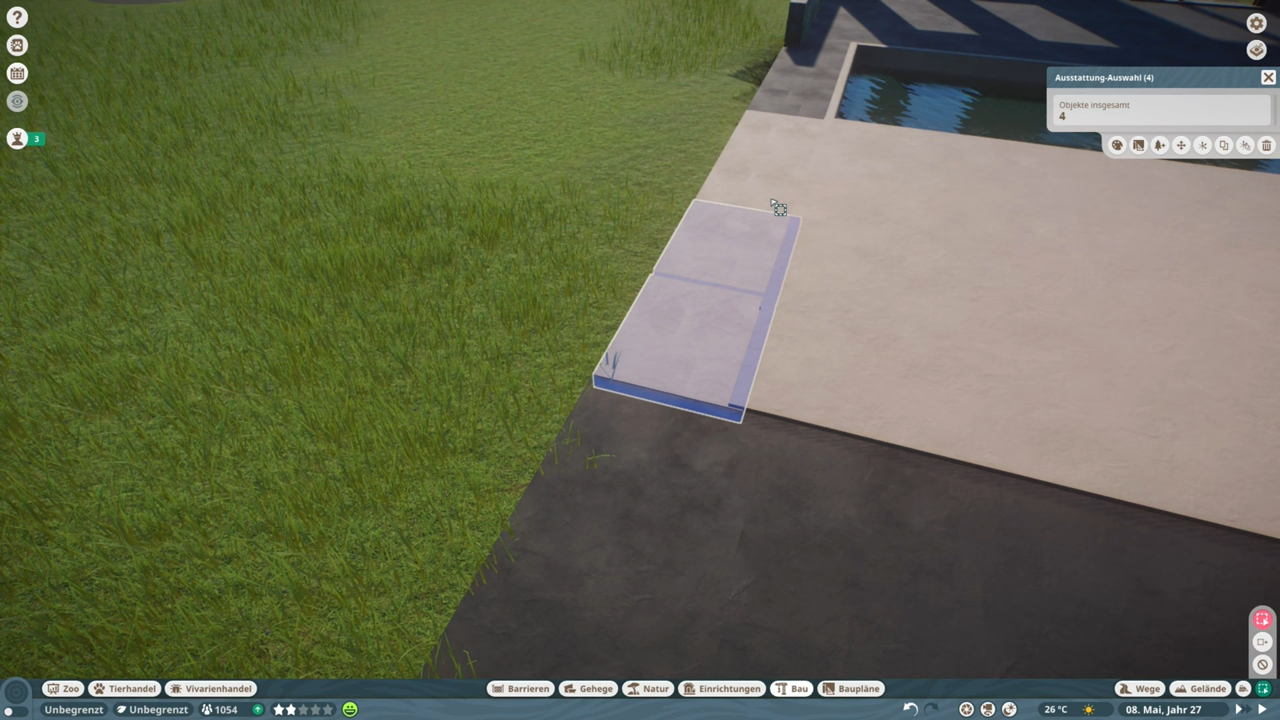 ?
3
Ausstattung-Auswahl (4)
Objekte insgesamt
4
Zoo
Tierhandel
Vivarienhandel
Barrieren
Gehege
Natur
Einrichtungen
Bau
Baupläne
Wege
Gelände
Unbegrenzt
Unbegrenzt
1054
26 °C
08. Mai, Jahr 27